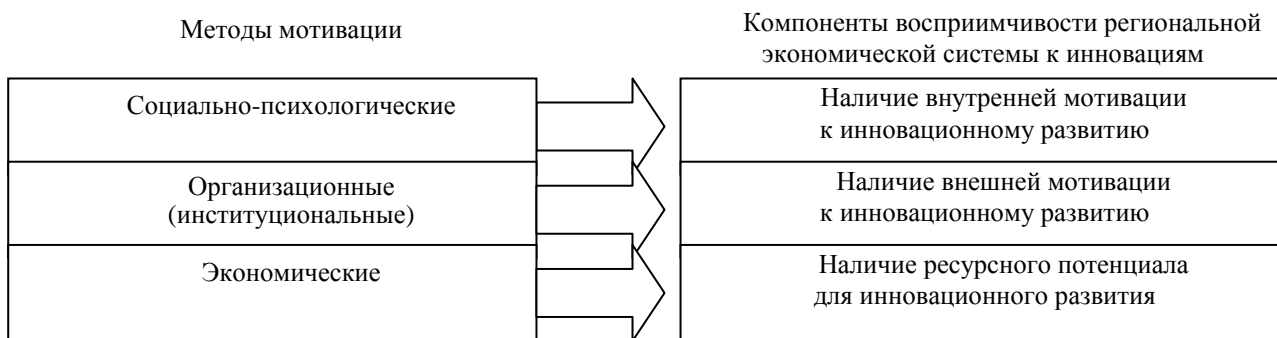 Методы мотивации
Компоненты восприимчивости региональной
экономической системы к инновациям
Социально-психологические
Наличие внутренней мотивации
к инновационному развитию
Организационные
(институциональные)
Наличие внешней мотивации
к инновационному развитию
Экономические
Наличие ресурсного потенциала
для инновационного развития